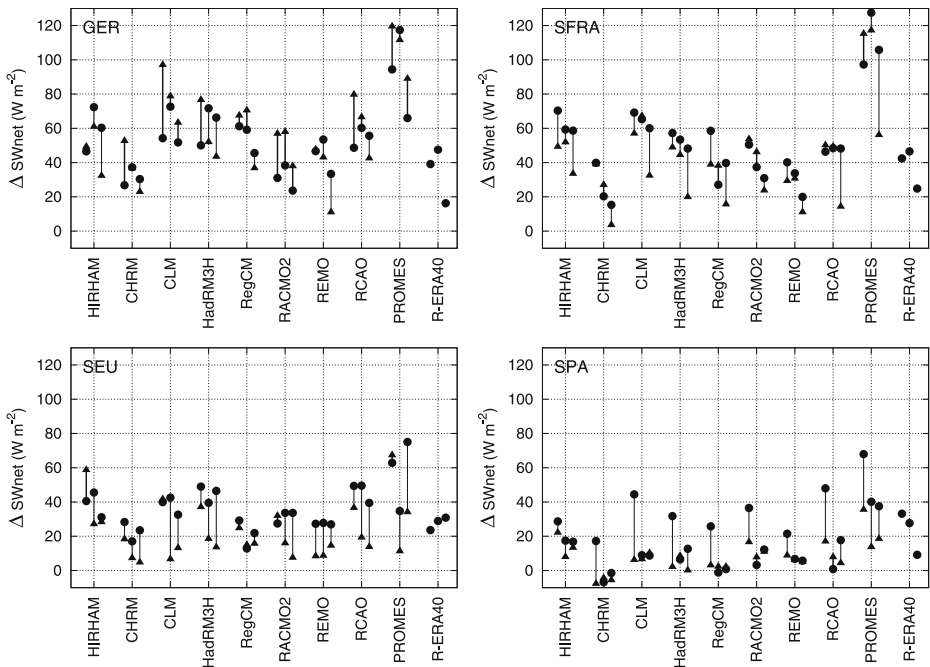 GER
Δ SWnet (W m-2)
120
100
80
60
40
20
0
HIRHAM
CHRM
CLM
HadRM3H
RegCM
RACMO2
REMO
RCAO
PROMES
R-ERA40
SFRA
Δ SWnet (W m-2)
120
100
80
60
40
20
0
HIRHAM
CHRM
CLM
HadRM3H
RegCM
RACMO2
REMO
RCAO
PROMES
R-ERA40
SEU
Δ SWnet (W m-2)
120
100
80
60
40
20
0
HIRHAM
CHRM
CLM
HadRM3H
RegCM
RACMO2
REMO
RCAO
PROMES
R-ERA40
SPA
Δ SWnet (W m-2)
120
100
80
60
40
20
0
HIRHAM
CHRM
CLM
HadRM3H
RegCM
RACMO2
REMO
RCAO
PROMES
R-ERA40